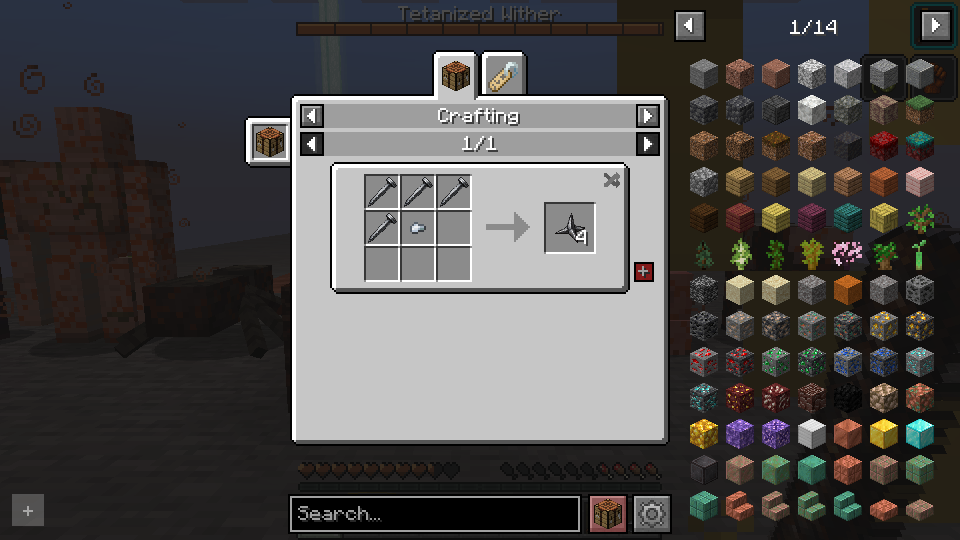 Tetanized Wither
1/14
Crafting
1/1
4
+
+
Search...